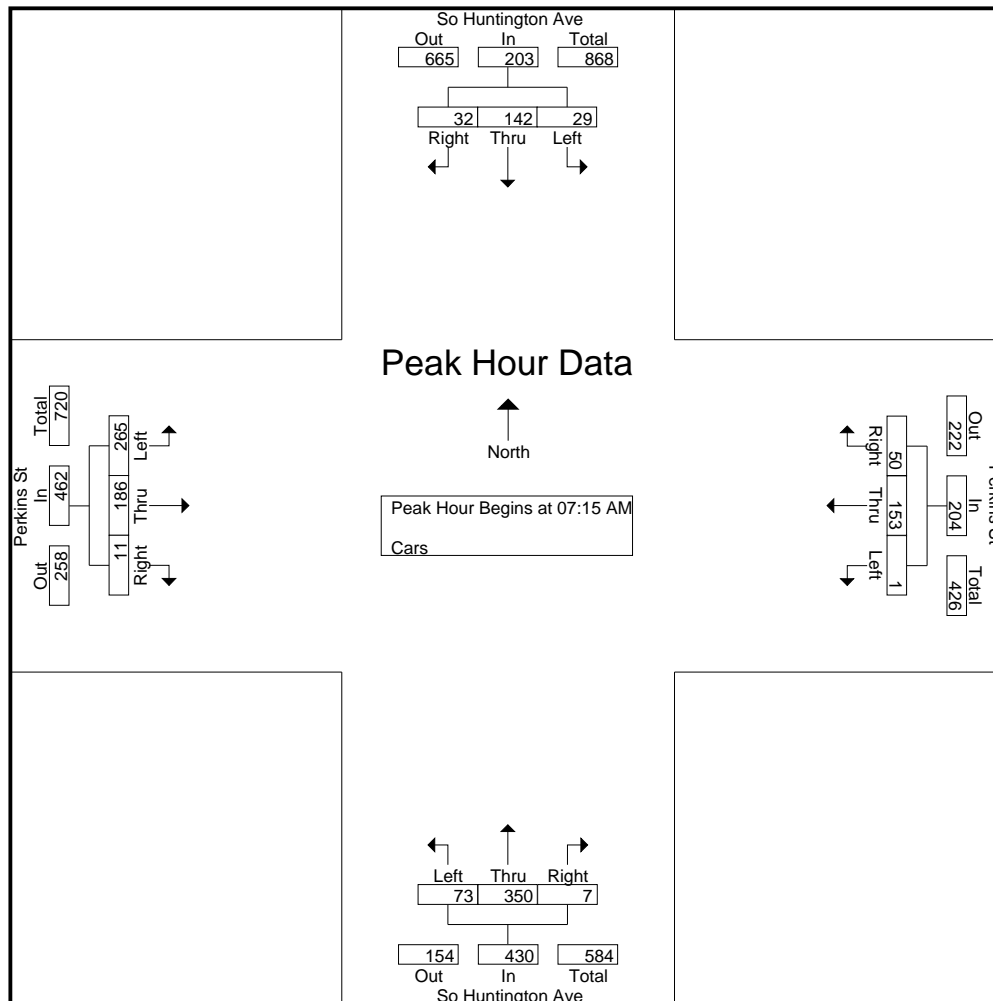 So Huntington Ave
Out In Total
665 203 868
32 142 29
Right Thru Left
Peak Hour Data
North
Peak Hour Begins at 07:15 AM
Cars
Perkins St
Total In Out
720 462 258
265 186 11
Left Thru Right
Right Thru Left
50 153 1
Out In Total
222 204 426
Perkins St
Left Thru Right
73 350 7
154 430 584
Out In Total
So Huntington Ave